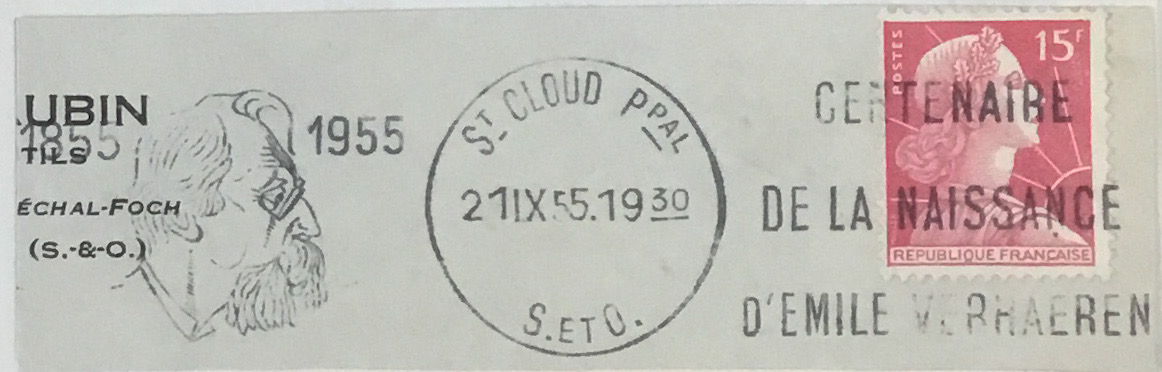 UBIN
1855
TILS
ÉCHAL-FOCH
(S.-&-O.)
1955
ST CLOUD PPAL
21 IX 55.19 30
S. ET O.
CENTENAIRE
DE LA NAISSANCE
D'EMILE VERHAEREN
POSTES
15F
REPUBLIQUE FRANÇAISE